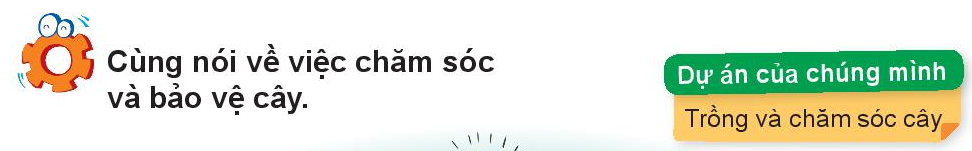 Cùng nói về việc chăm sóc
và bảo vệ cây.
Dự án của chúng mình
Trồng và chăm sóc cây